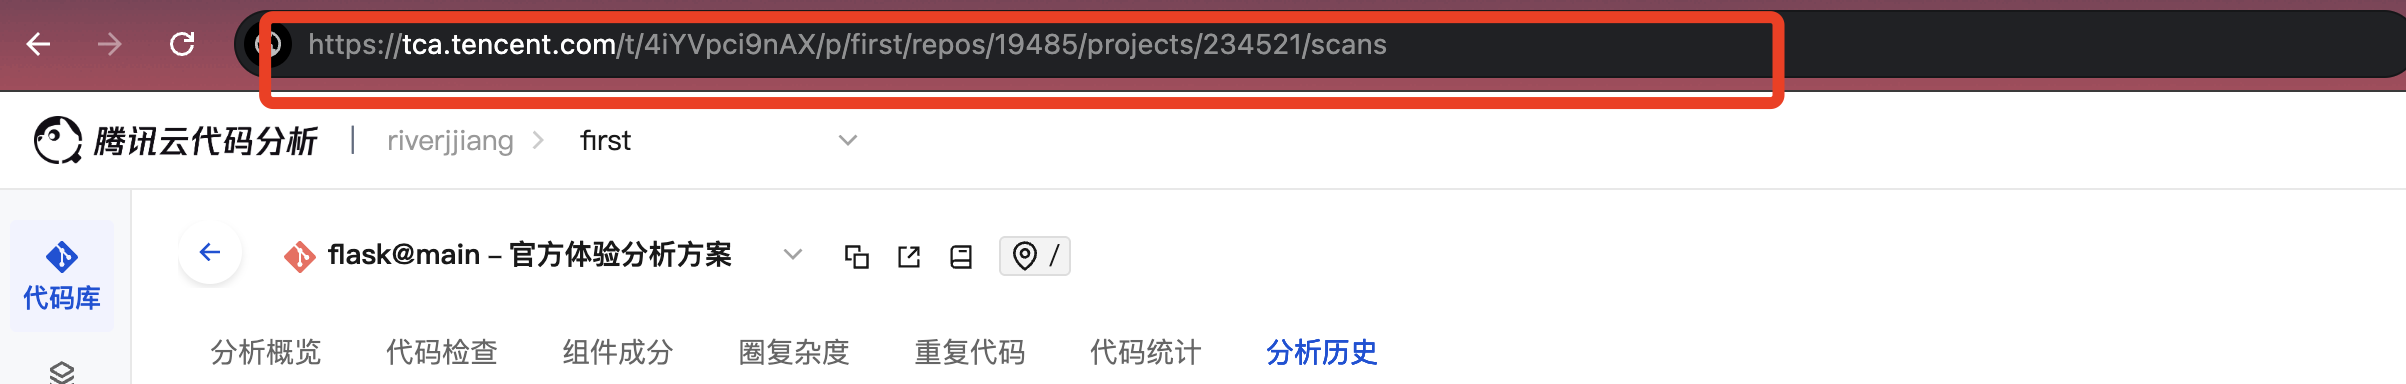 https://tca.tencent.com/t/4iYVpci9nAX/p/first/repos/19485/projects/234521/scans
腾讯云代码分析 | riverjjiang > first
flask@main – 官方体验分析方案 /
代码库
分析概览 代码检查 组件成分 圈复杂度 重复代码 代码统计 分析历史